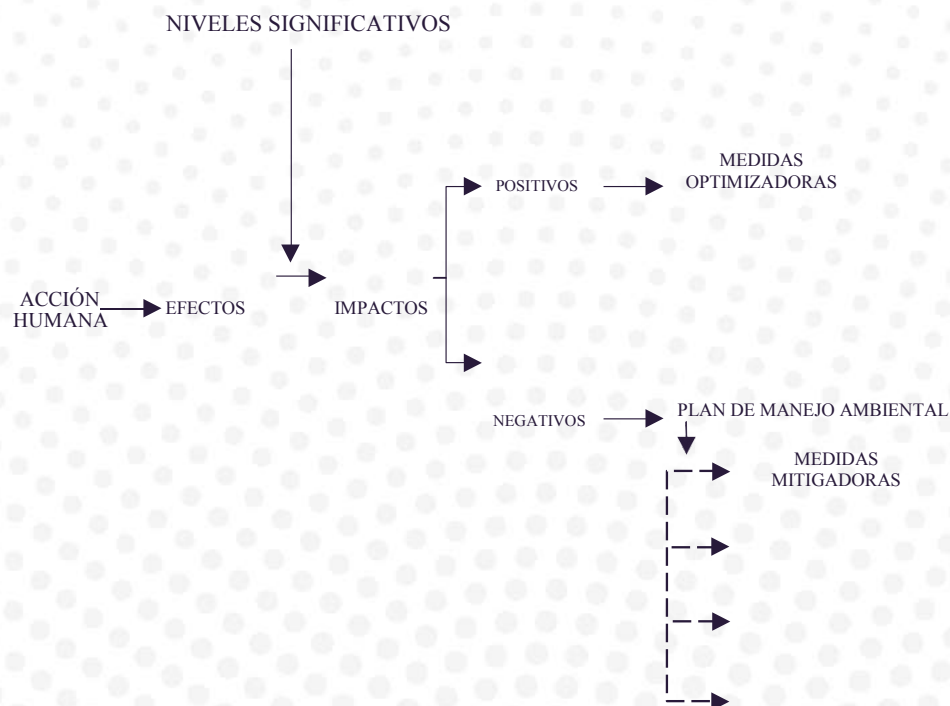 NIVELES SIGNIFICATIVOS
MEDIDAS
OPTIMIZADORAS
POSITIVOS
ACCIÓN
HUMANA
EFECTOS
IMPACTOS
NEGATIVOS
PLAN DE MANEJO AMBIENTAL
MEDIDAS
MITIGADORAS